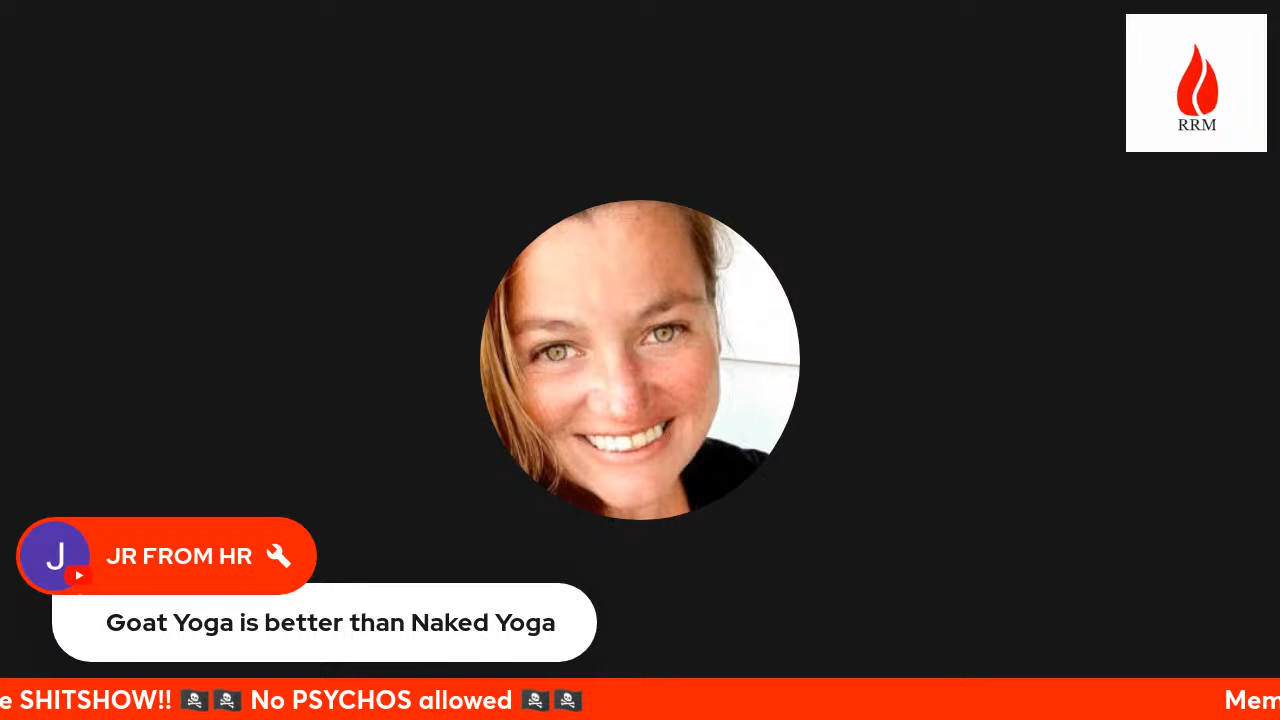 RRM
J JR FROM HR
Goat Yoga is better than Naked Yoga
e SHITSHOW!! 🏴‍☠️🏴‍☠️ No PSYCHOS allowed 🏴‍☠️🏴‍☠️ Mem